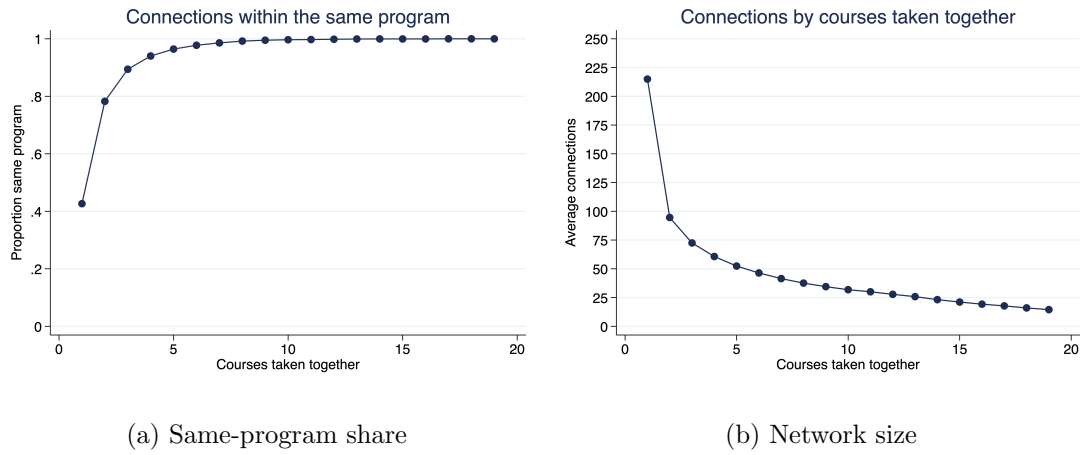 Connections within the same program
Proportion same program
1
.8
.6
.4
.2
0
0 5 10 15 20
Courses taken together
(a) Same-program share
Connections by courses taken together
Average connections
250
225
200
175
150
125
100
75
50
25
0
0 5 10 15 20
Courses taken together
(b) Network size